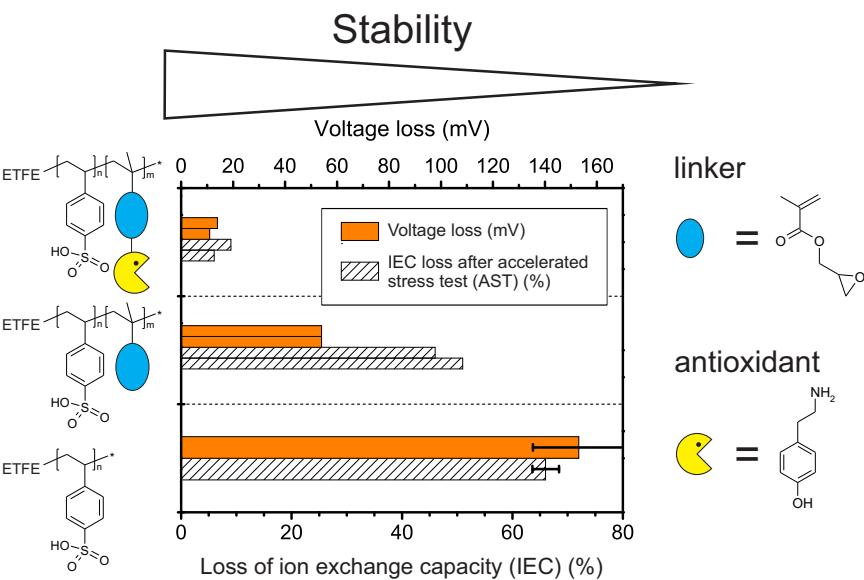 Stability
Voltage loss (mV)
0 20 40 60 80 100 120 140 160
ETFE
n
m
*
HO
S
O
O
Voltage loss (mV)
IEC loss after accelerated
stress test (AST) (%)
linker
=
O
O
O
ETFE
n
m
*
HO
S
O
O
antioxidant
=
NH2
OH
ETFE
n
*
HO
S
O
O
0 20 40 60 80
Loss of ion exchange capacity (IEC) (%)